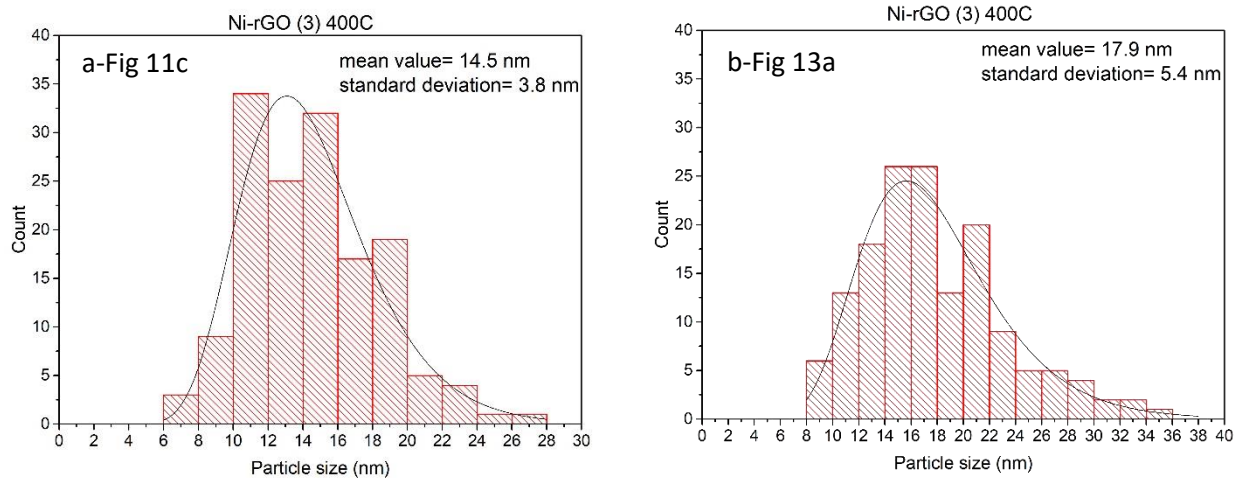 Ni-rGO (3) 400C
a-Fig 11c
mean value= 14.5 nm
standard deviation= 3.8 nm
40
35
30
25
20
15
10
5
0
Count
0 2 4 6 8 10 12 14 16 18 20 22 24 26 28 30
Particle size (nm)
Ni-rGO (3) 400C
b-Fig 13a
mean value= 17.9 nm
standard deviation= 5.4 nm
40
35
30
25
20
15
10
5
0
Count
0 2 4 6 8 10 12 14 16 18 20 22 24 26 28 30 32 34 36 38 40
Particle size (nm)